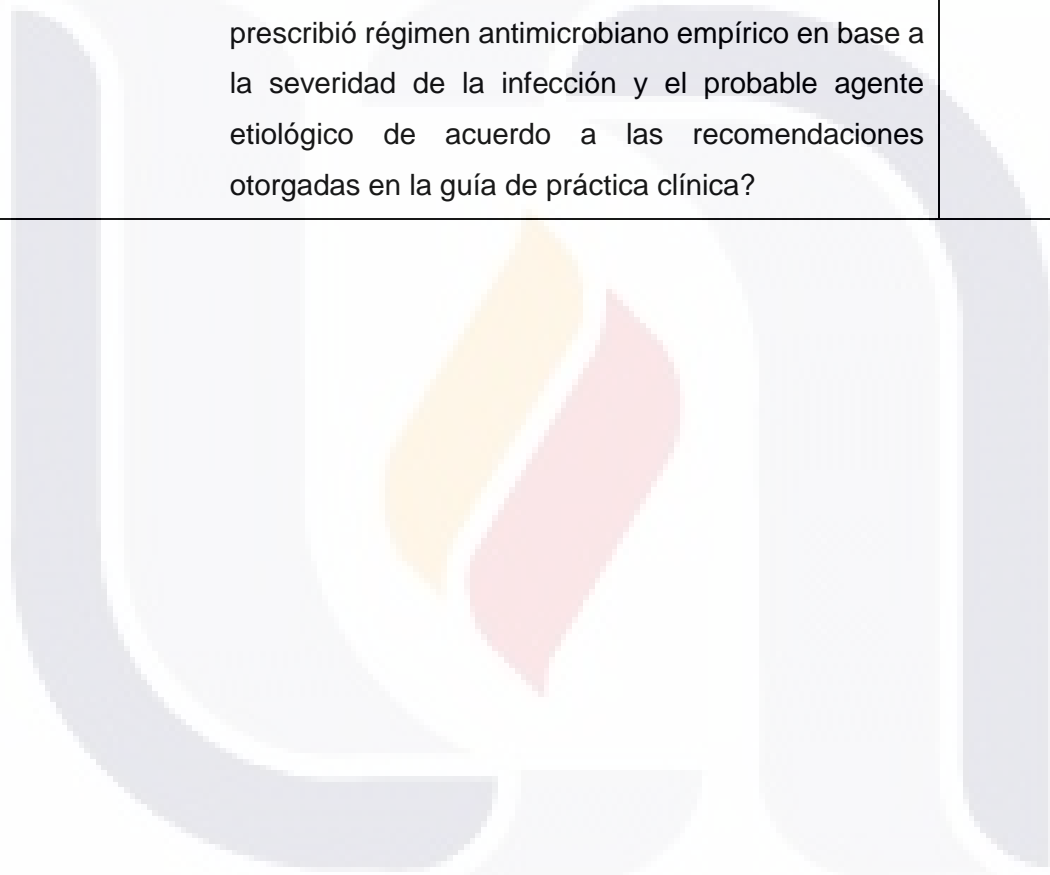 prescribió régimen antimicrobiano empírico en base a
la severidad de la infección y el probable agente
etiológico de acuerdo a las recomendaciones
otorgadas en la guía de práctica clínica?